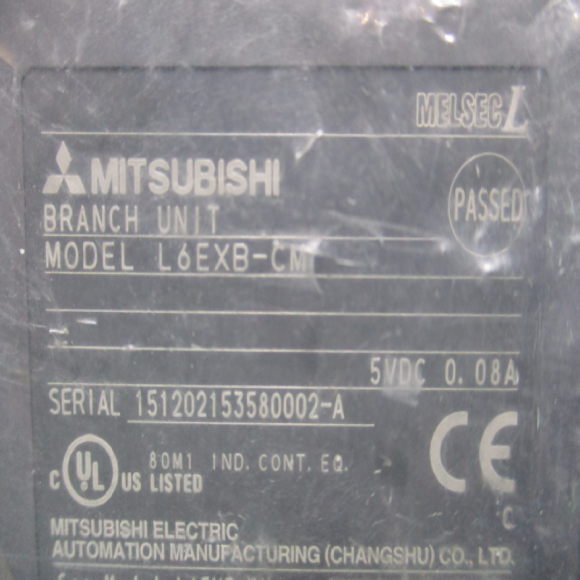 MELSEC L
MITSUBISHI
BRANCH UNIT
PASSED
MODEL L6EXB-CM
5VDC 0.08A
SERIAL 151202153580002-A
C UL US LISTED
80M1 IND. CONT. EQ.
CE
C
MITSUBISHI ELECTRIC
AUTOMATION MANUFACTURING (CHANGSHU) CO., LTD.